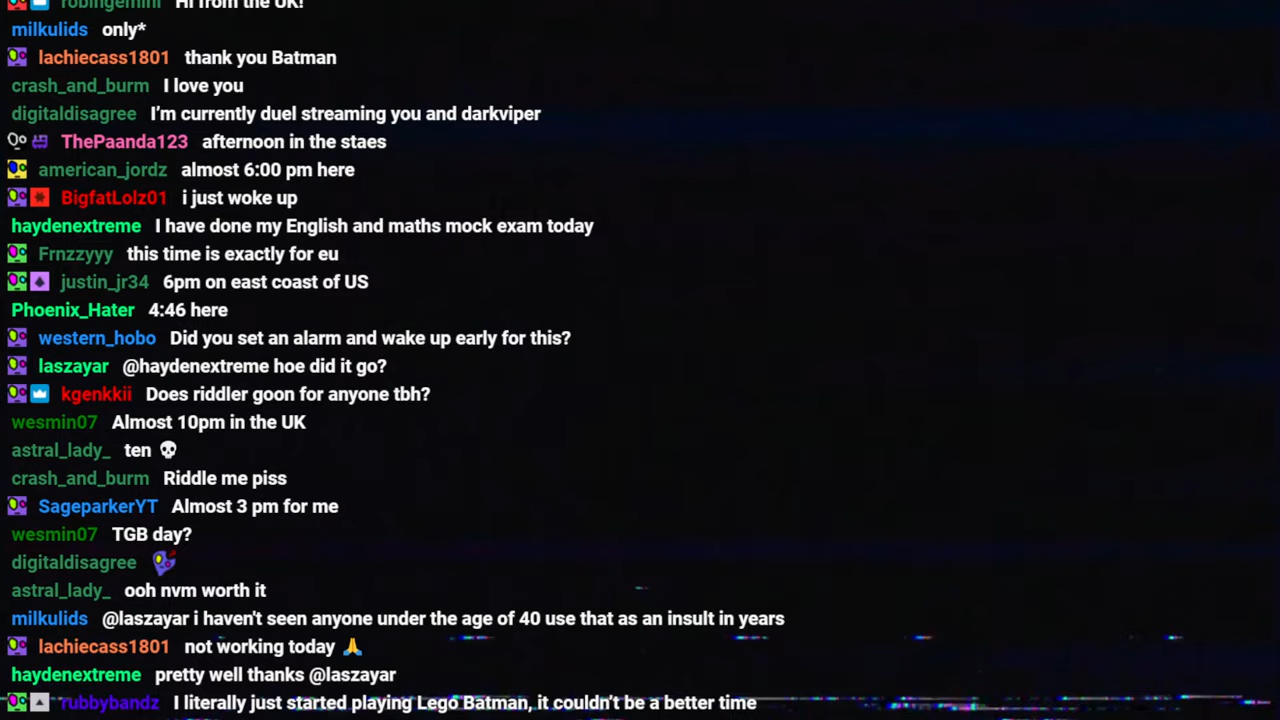 robingemini Hi from the UK!
milkulids only*
lachiecass1801 thank you Batman
crash_and_burm I love you
digitaldisagree I'm currently duel streaming you and darkviper
ThePaanda123 afternoon in the staes
american_jordz almost 6:00 pm here
BigfatLolz01 i just woke up
haydenextreme I have done my English and maths mock exam today
Frnzzyyy this time is exactly for eu
justin_jr34 6pm on east coast of US
Phoenix_Hater 4:46 here
western_hobo Did you set an alarm and wake up early for this?
laszayar @haydenextreme hoe did it go?
kgenkkii Does riddler goon for anyone tbh?
wesmin07 Almost 10pm in the UK
astral_lady_ ten 💀
crash_and_burm Riddle me piss
SageparkerYT Almost 3 pm for me
wesmin07 TGB day?
digitaldisagree
astral_lady_ ooh nvm worth it
milkulids @laszayar i haven't seen anyone under the age of 40 use that as an insult in years
lachiecass1801 not working today 🙏
haydenextreme pretty well thanks @laszayar
rubbybandz I literally just started playing Lego Batman, it couldn't be a better time